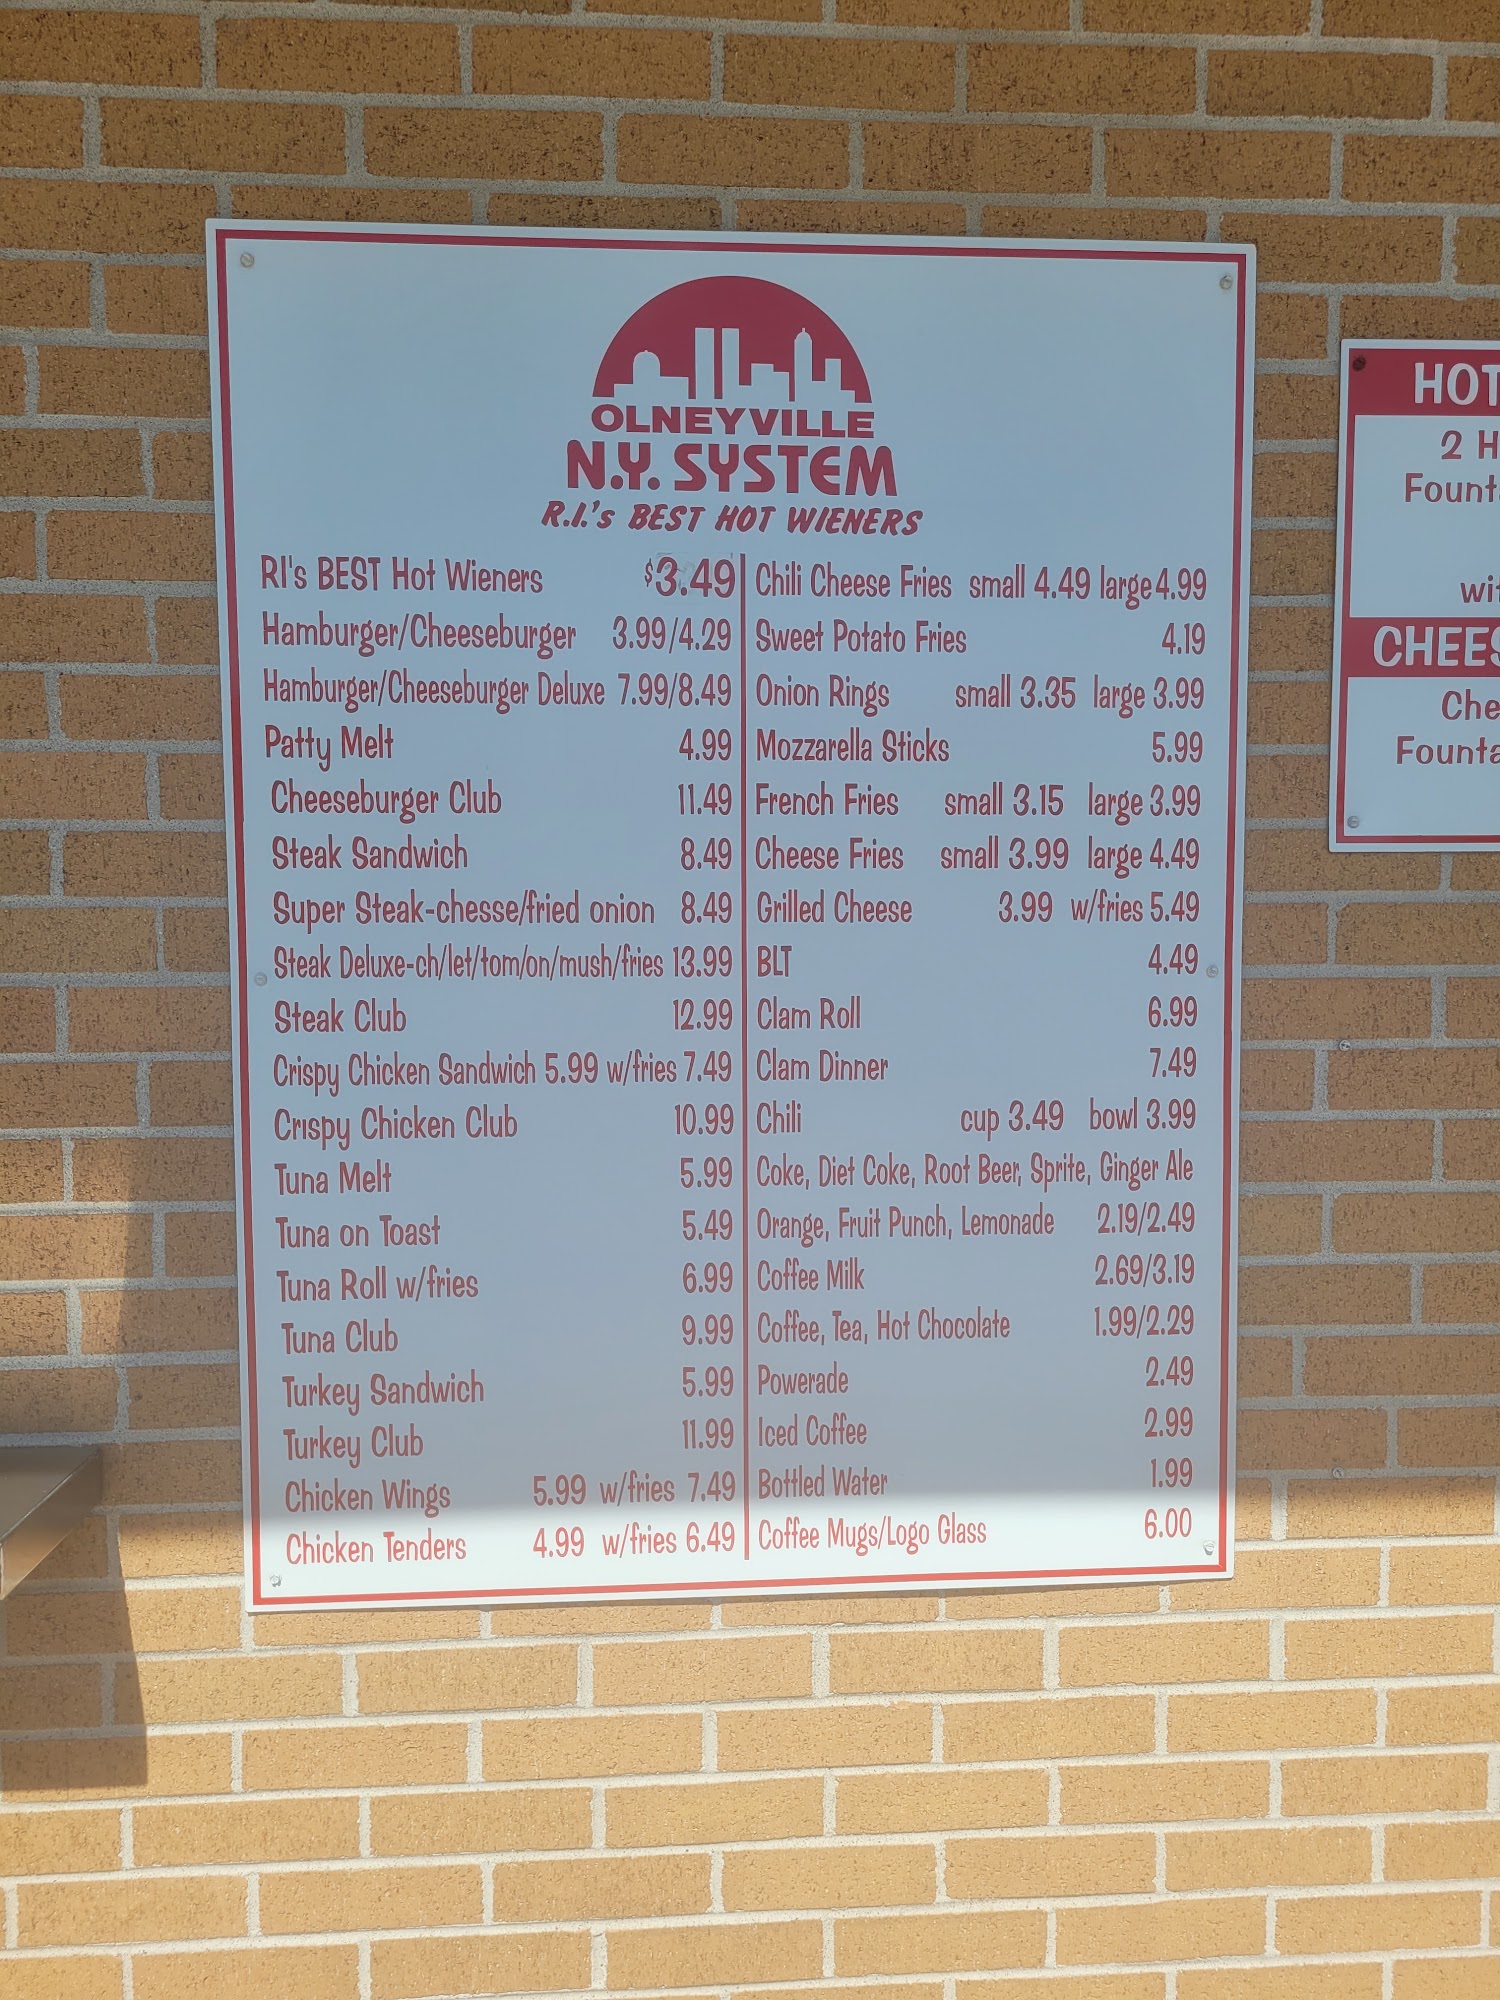 OLNEYVILLE
N.Y. SYSTEM
R.I.'s BEST HOT WIENERS
RI's BEST Hot Wieners $3.49
Hamburger/Cheeseburger 3.99/4.29
Hamburger/Cheeseburger Deluxe 7.99/8.49
Patty Melt 4.99
Cheeseburger Club 11.49
Steak Sandwich 8.49
Super Steak-chesse/fried onion 8.49
Steak Deluxe-ch/let/tom/on/mush/fries 13.99
Steak Club 12.99
Crispy Chicken Sandwich 5.99 w/fries 7.49
Crispy Chicken Club 10.99
Tuna Melt 5.99
Tuna on Toast 5.49
Tuna Roll w/fries 6.99
Tuna Club 9.99
Turkey Sandwich 5.99
Turkey Club 11.99
Chicken Wings 5.99 w/fries 7.49
Chicken Tenders 4.99 w/fries 6.49
Chili Cheese Fries small 4.49 large 4.99
Sweet Potato Fries 4.19
Onion Rings small 3.35 large 3.99
Mozzarella Sticks 5.99
French Fries small 3.15 large 3.99
Cheese Fries small 3.99 large 4.49
Grilled Cheese 3.99 w/fries 5.49
BLT 4.49
Clam Roll 6.99
Clam Dinner 7.49
Chili cup 3.49 bowl 3.99
Coke, Diet Coke, Root Beer, Sprite, Ginger Ale
Orange, Fruit Punch, Lemonade 2.19/2.49
Coffee Milk 2.69/3.19
Coffee, Tea, Hot Chocolate 1.99/2.29
Powerade 2.49
Iced Coffee 2.99
Bottled Water 1.99
Coffee Mugs/Logo Glass 6.00
HOT
2 H
Fount
wit
CHEES
Che
Founta